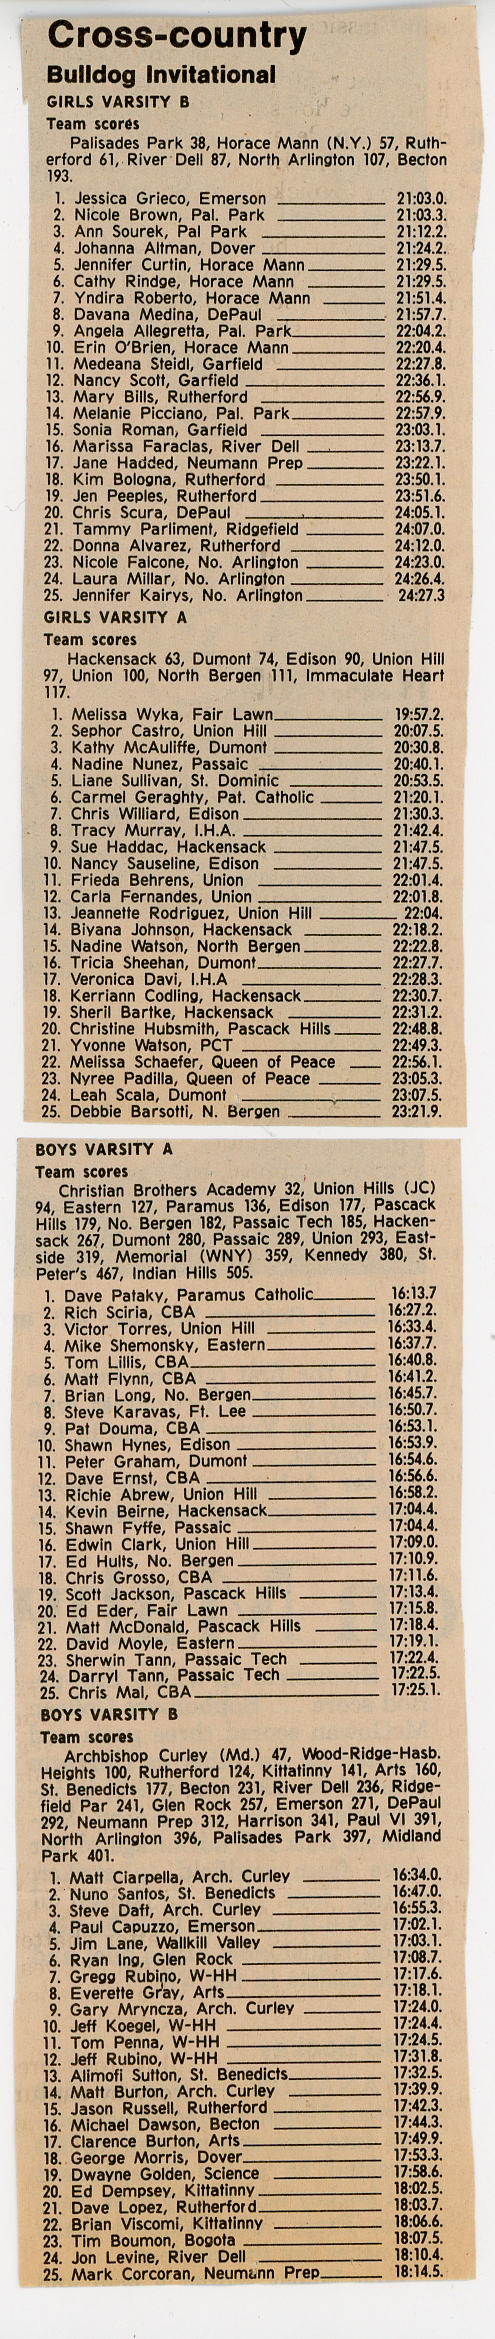 Cross-country
Bulldog Invitational
GIRLS VARSITY B
Team scores
Palisades Park 38, Horace Mann (N.Y.) 57, Ruth-
erford 61, River Dell 87, North Arlington 107, Becton
193.
1. Jessica Grieco, Emerson 21:03.0.
2. Nicole Brown, Pal. Park 21:03.3.
3. Ann Sourek, Pal Park 21:12.2.
4. Johanna Altman, Dover 21:24.2.
5. Jennifer Curtin, Horace Mann 21:29.5.
6. Cathy Rindge, Horace Mann 21:29.5.
7. Yndira Roberto, Horace Mann 21:51.4.
8. Davana Medina, DePaul 21:57.7.
9. Angela Allegretta, Pal. Park 22:04.2.
10. Erin O'Brien, Horace Mann 22:20.4.
11. Medeana Steidl, Garfield 22:27.8.
12. Nancy Scott, Garfield 22:36.1.
13. Mary Bills, Rutherford 22:56.9.
14. Melanie Picciano, Pal. Park 22:57.9.
15. Sonia Roman, Garfield 23:03.1.
16. Marissa Faraclas, River Dell 23:13.7.
17. Jane Hadded, Neumann Prep 23:22.1.
18. Kim Bologna, Rutherford 23:50.1.
19. Jen Peeples, Rutherford 23:51.6.
20. Chris Scura, DePaul 24:05.1.
21. Tammy Parliment, Ridgefield 24:07.0.
22. Donna Alvarez, Rutherford 24:12.0.
23. Nicole Falcone, No. Arlington 24:23.0.
24. Laura Millar, No. Arlington 24:26.4.
25. Jennifer Kairys, No. Arlington 24:27.3
GIRLS VARSITY A
Team scores
Hackensack 63, Dumont 74, Edison 90, Union Hill
97, Union 100, North Bergen 111, Immaculate Heart
117.
1. Melissa Wyka, Fair Lawn 19:57.2.
2. Sephor Castro, Union Hill 20:07.5.
3. Kathy McAuliffe, Dumont 20:30.8.
4. Nadine Nunez, Passaic 20:40.1.
5. Liane Sullivan, St. Dominic 20:53.5.
6. Carmel Geraghty, Pat. Catholic 21:20.1.
7. Chris Williard, Edison 21:30.3.
8. Tracy Murray, I.H.A. 21:42.4.
9. Sue Haddac, Hackensack 21:47.5.
10. Nancy Sauseline, Edison 21:47.5.
11. Frieda Behrens, Union 22:01.4.
12. Carla Fernandes, Union 22:01.8.
13. Jeannette Rodriguez, Union Hill 22:04.
14. Biyana Johnson, Hackensack 22:18.2.
15. Nadine Watson, North Bergen 22:22.8.
16. Tricia Sheehan, Dumont 22:27.7.
17. Veronica Davi, I.H.A 22:28.3.
18. Kerriann Codling, Hackensack 22:30.7.
19. Sheril Bartke, Hackensack 22:31.2.
20. Christine Hubsmith, Pascack Hills 22:48.8.
21. Yvonne Watson, PCT 22:49.3.
22. Melissa Schaefer, Queen of Peace 22:56.1.
23. Nyree Padilla, Queen of Peace 23:05.3.
24. Leah Scala, Dumont 23:07.5.
25. Debbie Barsotti, N. Bergen 23:21.9.
BOYS VARSITY A
Team scores
Christian Brothers Academy 32, Union Hills (JC)
94, Eastern 127, Paramus 136, Edison 177, Pascack
Hills 179, No. Bergen 182, Passaic Tech 185, Hacken-
sack 267, Dumont 280, Passaic 289, Union 293, East-
side 319, Memorial (WNY) 359, Kennedy 380, St.
Peter's 467, Indian Hills 505.
1. Dave Pataky, Paramus Catholic 16:13.7
2. Rich Sciria, CBA 16:27.2.
3. Victor Torres, Union Hill 16:33.4.
4. Mike Shemonsky, Eastern 16:37.7.
5. Tom Lillis, CBA 16:40.8.
6. Matt Flynn, CBA 16:41.2.
7. Brian Long, No. Bergen 16:45.7.
8. Steve Karavas, Ft. Lee 16:50.7.
9. Pat Douma, CBA 16:53.1.
10. Shawn Hynes, Edison 16:53.9.
11. Peter Graham, Dumont 16:54.6.
12. Dave Ernst, CBA 16:56.6.
13. Richie Abrew, Union Hill 16:58.2.
14. Kevin Beirne, Hackensack 17:04.4.
15. Shawn Fyffe, Passaic 17:04.4.
16. Edwin Clark, Union Hill 17:09.0.
17. Ed Hults, No. Bergen 17:10.9.
18. Chris Grosso, CBA 17:11.6.
19. Scott Jackson, Pascack Hills 17:13.4.
20. Ed Eder, Fair Lawn 17:15.8.
21. Matt McDonald, Pascack Hills 17:18.4.
22. David Moyle, Eastern 17:19.1.
23. Sherwin Tann, Passaic Tech 17:22.4.
24. Darryl Tann, Passaic Tech 17:22.5.
25. Chris Mal, CBA 17:25.1.
BOYS VARSITY B
Team scores
Archbishop Curley (Md.) 47, Wood-Ridge-Hasb.
Heights 100, Rutherford 124, Kittatinny 141, Arts 160,
St. Benedicts 177, Becton 231, River Dell 236, Ridge-
field Par 241, Glen Rock 257, Emerson 271, DePaul
292, Neumann Prep 312, Harrison 341, Paul VI 391,
North Arlington 396, Palisades Park 397, Midland
Park 401.
1. Matt Ciarpella, Arch. Curley 16:34.0.
2. Nuno Santos, St. Benedicts 16:47.0.
3. Steve Daft, Arch. Curley 16:55.3.
4. Paul Capuzzo, Emerson 17:02.1.
5. Jim Lane, Wallkill Valley 17:03.1.
6. Ryan Ing, Glen Rock 17:08.7.
7. Gregg Rubino, W-HH 17:17.6.
8. Everette Gray, Arts 17:18.1.
9. Gary Mryncza, Arch. Curley 17:24.0.
10. Jeff Koegel, W-HH 17:24.4.
11. Tom Penna, W-HH 17:24.5.
12. Jeff Rubino, W-HH 17:31.8.
13. Alimofi Sutton, St. Benedicts 17:32.5.
14. Matt Burton, Arch. Curley 17:39.9.
15. Jason Russell, Rutherford 17:42.3.
16. Michael Dawson, Becton 17:44.3.
17. Clarence Burton, Arts 17:49.9.
18. George Morris, Dover 17:53.3.
19. Dwayne Golden, Science 17:58.6.
20. Ed Dempsey, Kittatinny 18:02.5.
21. Dave Lopez, Rutherford 18:03.7.
22. Brian Viscomi, Kittatinny 18:06.6.
23. Tim Boumon, Bogota 18:07.5.
24. Jon Levine, River Dell 18:10.4.
25. Mark Corcoran, Neumann Prep 18:14.5.